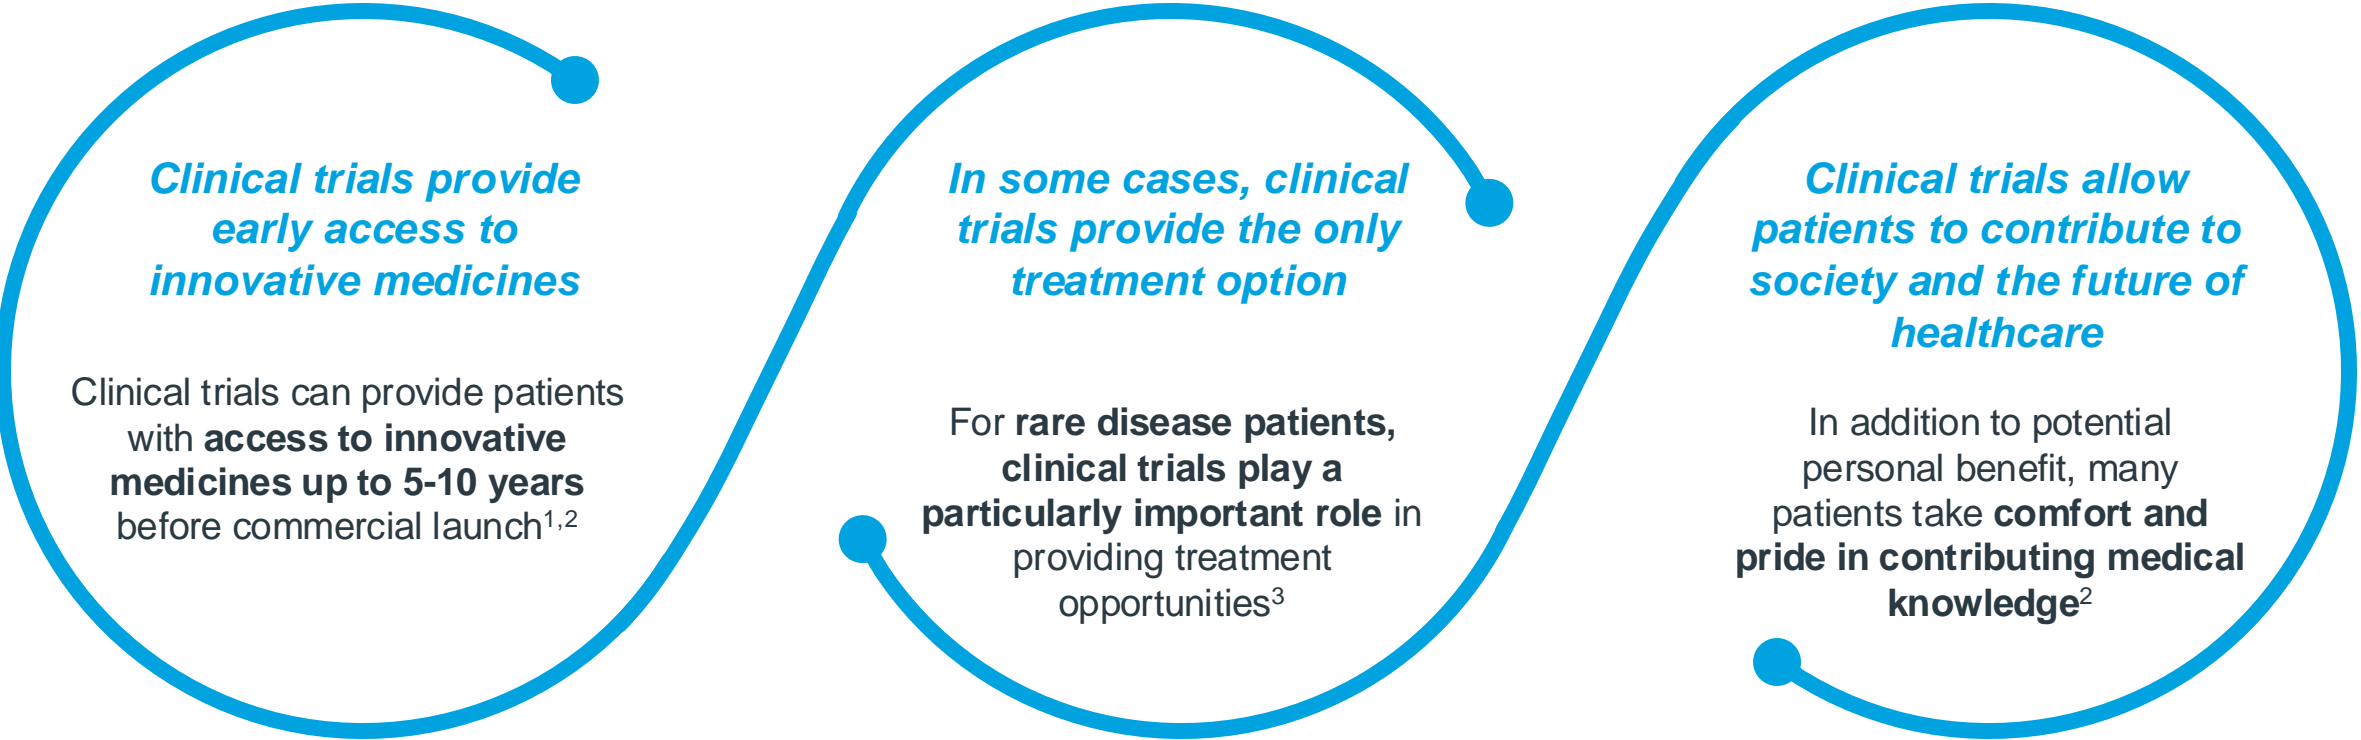 Clinical trials provide
early access to
innovative medicines
Clinical trials can provide patients
with access to innovative
medicines up to 5-10 years
before commercial launch¹,²
In some cases, clinical
trials provide the only
treatment option
For rare disease patients,
clinical trials play a
particularly important role in
providing treatment
opportunities³
Clinical trials allow
patients to contribute to
society and the future of
healthcare
In addition to potential
personal benefit, many
patients take comfort and
pride in contributing medical
knowledge²